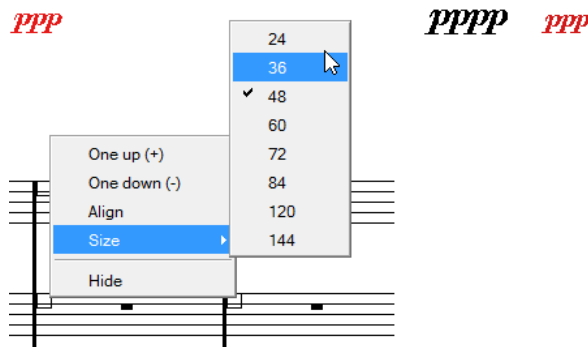 ppp
pppp
ppp
24
36
48
60
72
84
120
144
One up (+)
One down (-)
Align
Size
Hide